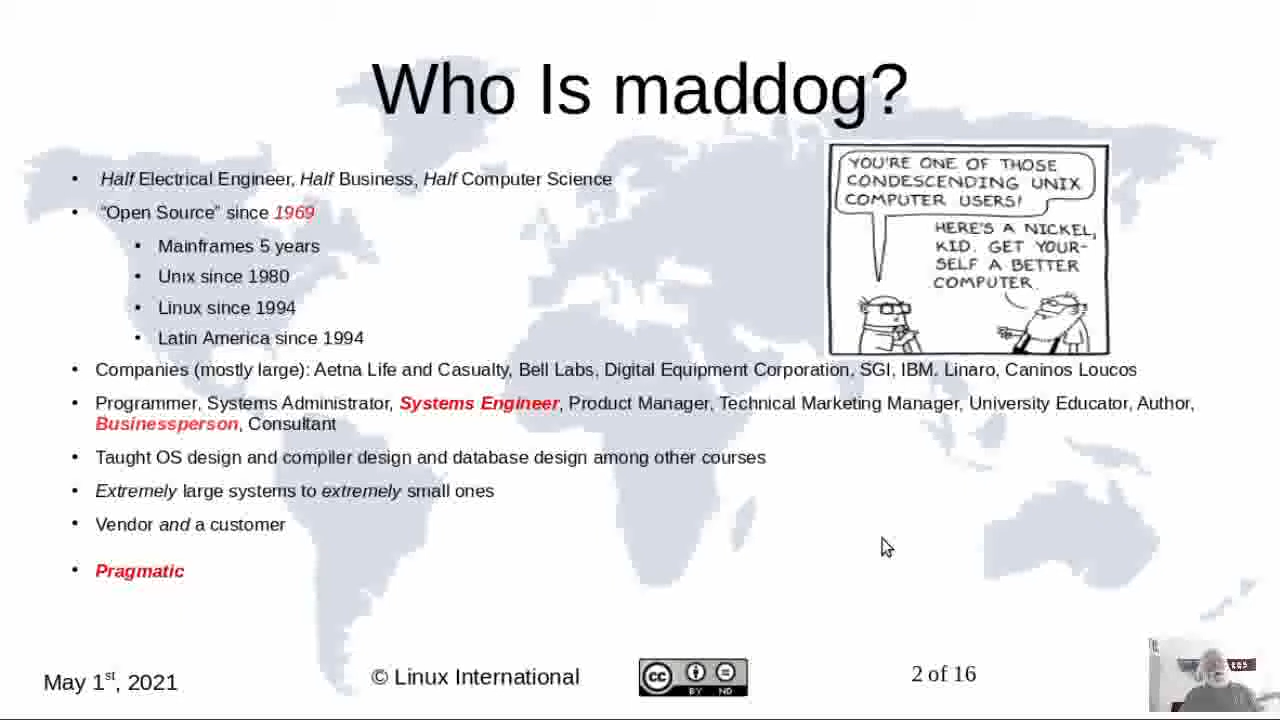 Who Is maddog?
Half Electrical Engineer, Half Business, Half Computer Science
“Open Source” since 1969
Mainframes 5 years
Unix since 1980
Linux since 1994
Latin America since 1994
YOU'RE ONE OF THOSE
CONDESCENDING UNIX
COMPUTER USERS!
HERE'S A NICKEL,
KID. GET YOUR-
SELF A BETTER
COMPUTER.
Companies (mostly large): Aetna Life and Casualty, Bell Labs, Digital Equipment Corporation, SGI, IBM. Linaro, Caninos Loucos
Programmer, Systems Administrator, Systems Engineer, Product Manager, Technical Marketing Manager, University Educator, Author,
Businessperson, Consultant
Taught OS design and compiler design and database design among other courses
Extremely large systems to extremely small ones
Vendor and a customer
Pragmatic
May 1st, 2021
© Linux International
cc
BY ND
2 of 16